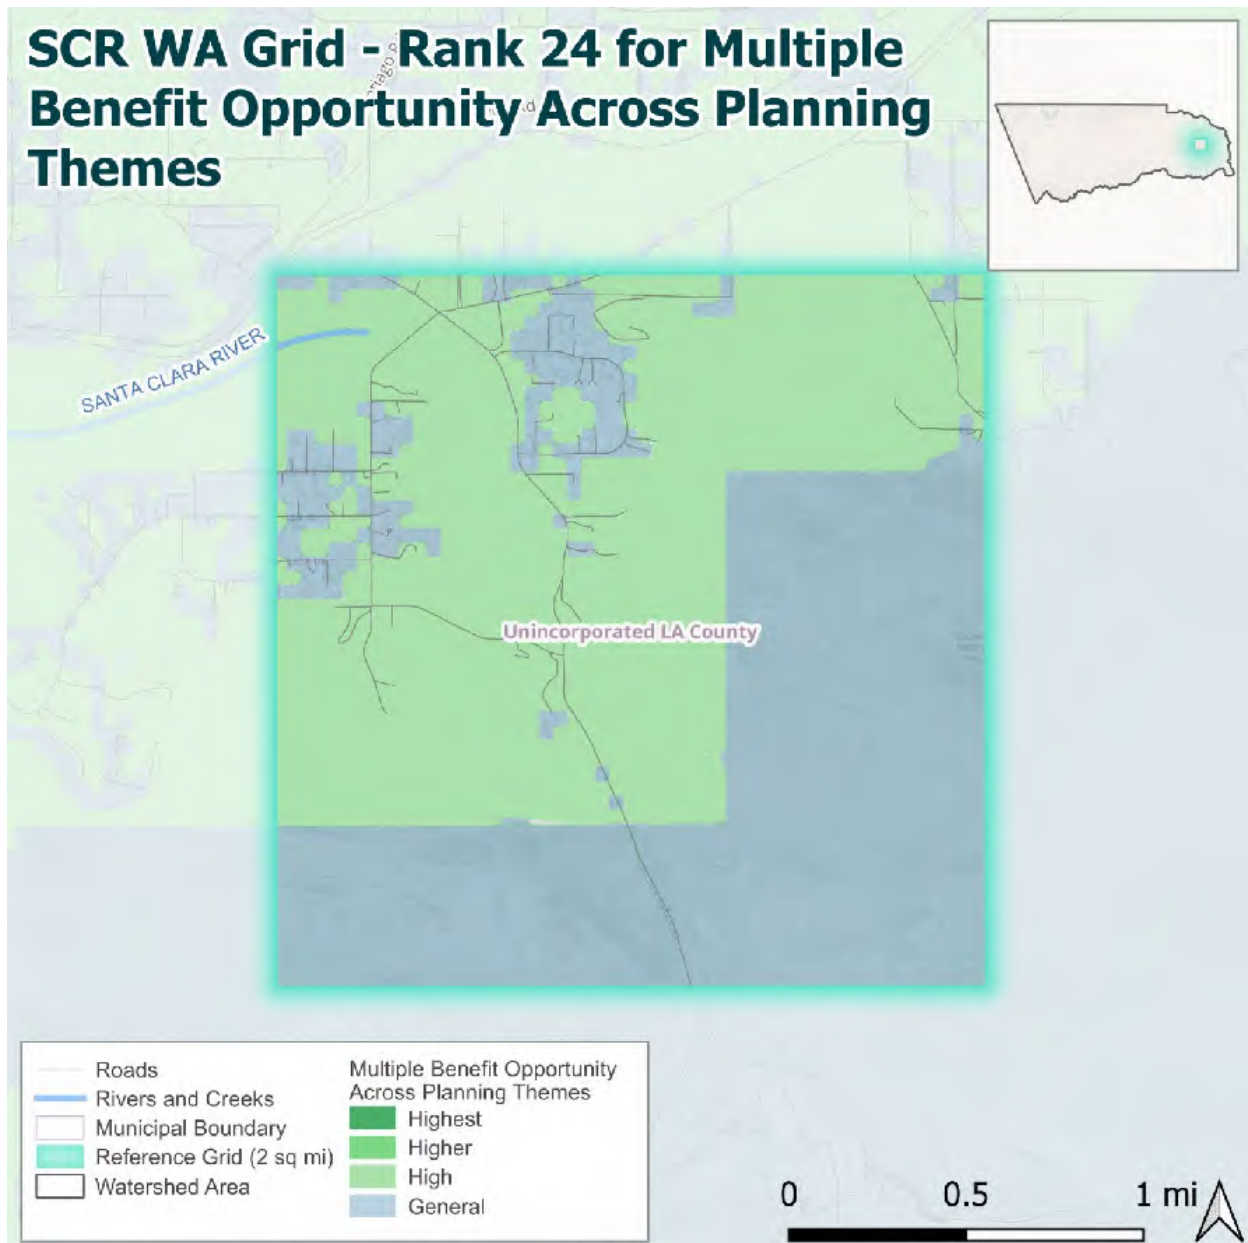 SCR WA Grid - Rank 24 for Multiple
Benefit Opportunity Across Planning
Themes
SANTA CLARA RIVER
Unincorporated LA County
Roads
Rivers and Creeks
Municipal Boundary
Reference Grid (2 sq mi)
Watershed Area
Multiple Benefit Opportunity
Across Planning Themes
Highest
Higher
High
General
0 0.5 1 mi